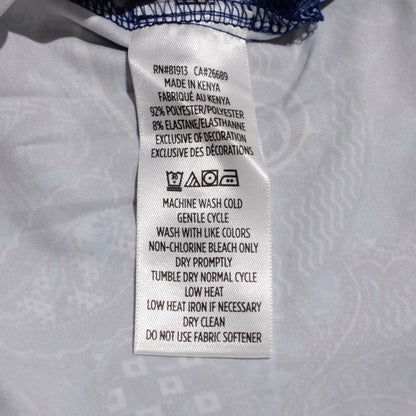 RN#81913 CA#26689
MADE IN KENYA
FABRIQUÉ AU KENYA
92% POLYESTER/POLYESTER
8% ELASTANE/ELASTHANNE
EXCLUSIVE OF DECORATION
EXCLUSIVE DES DÉCORATIONS
MACHINE WASH COLD
GENTLE CYCLE
WASH WITH LIKE COLORS
NON-CHLORINE BLEACH ONLY
DRY PROMPTLY
TUMBLE DRY NORMAL CYCLE
LOW HEAT
LOW HEAT IRON IF NECESSARY
DRY CLEAN
DO NOT USE FABRIC SOFTENER